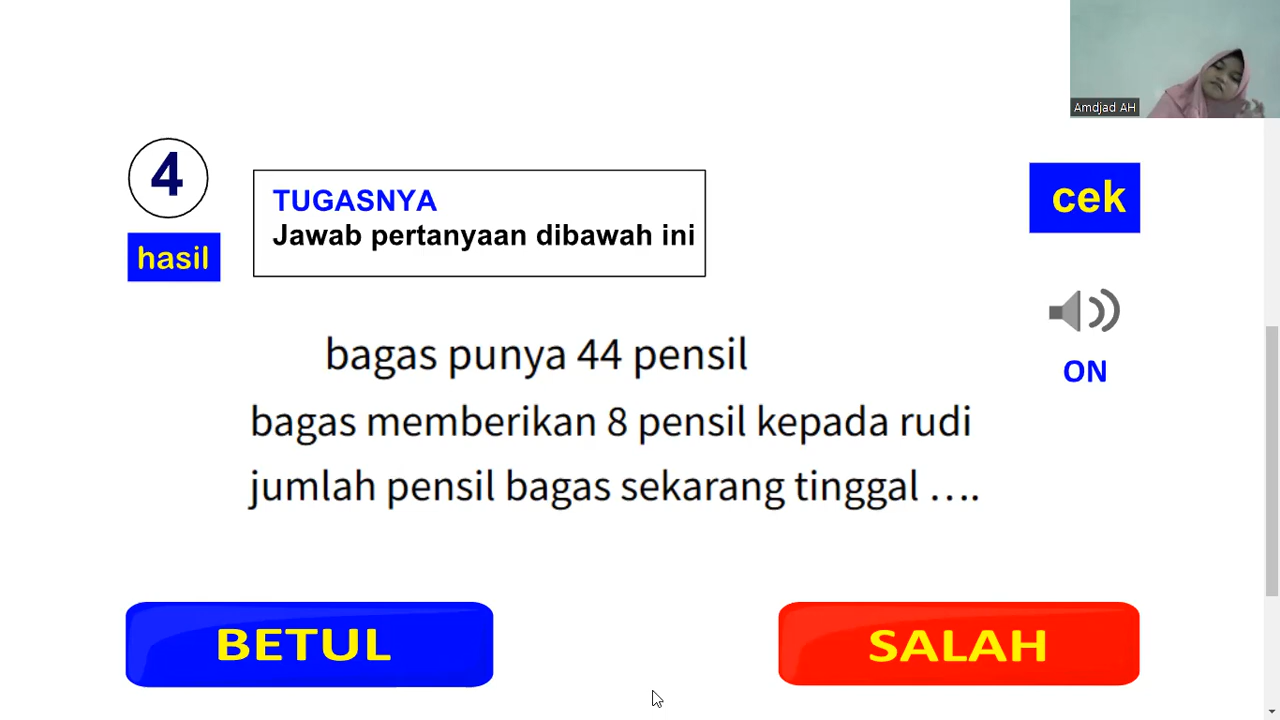 Amdjad AH
4
hasil
TUGASNYA
Jawab pertanyaan dibawah ini
cek
ON
bagas punya 44 pensil
bagas memberikan 8 pensil kepada rudi
jumlah pensil bagas sekarang tinggal ....
BETUL
SALAH